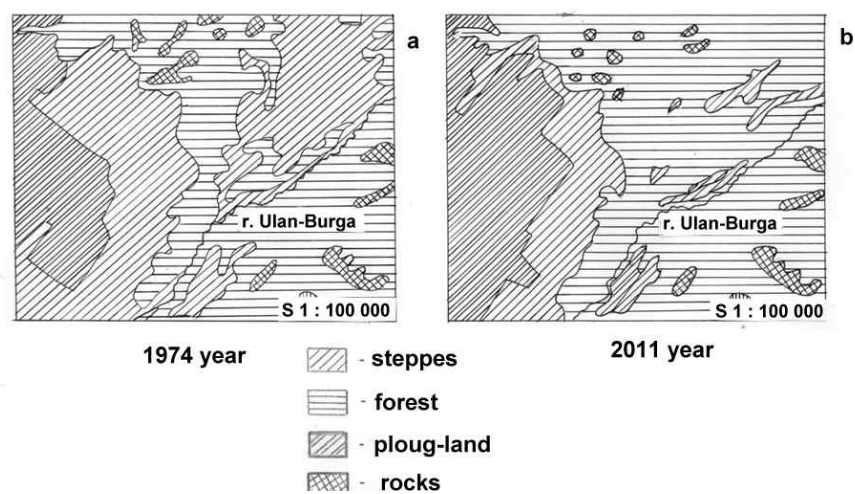 a
b
r. Ulan-Burga
r. Ulan-Burga
S 1 : 100 000
S 1 : 100 000
1974 year
2011 year
- steppes
- forest
- ploug-land
- rocks